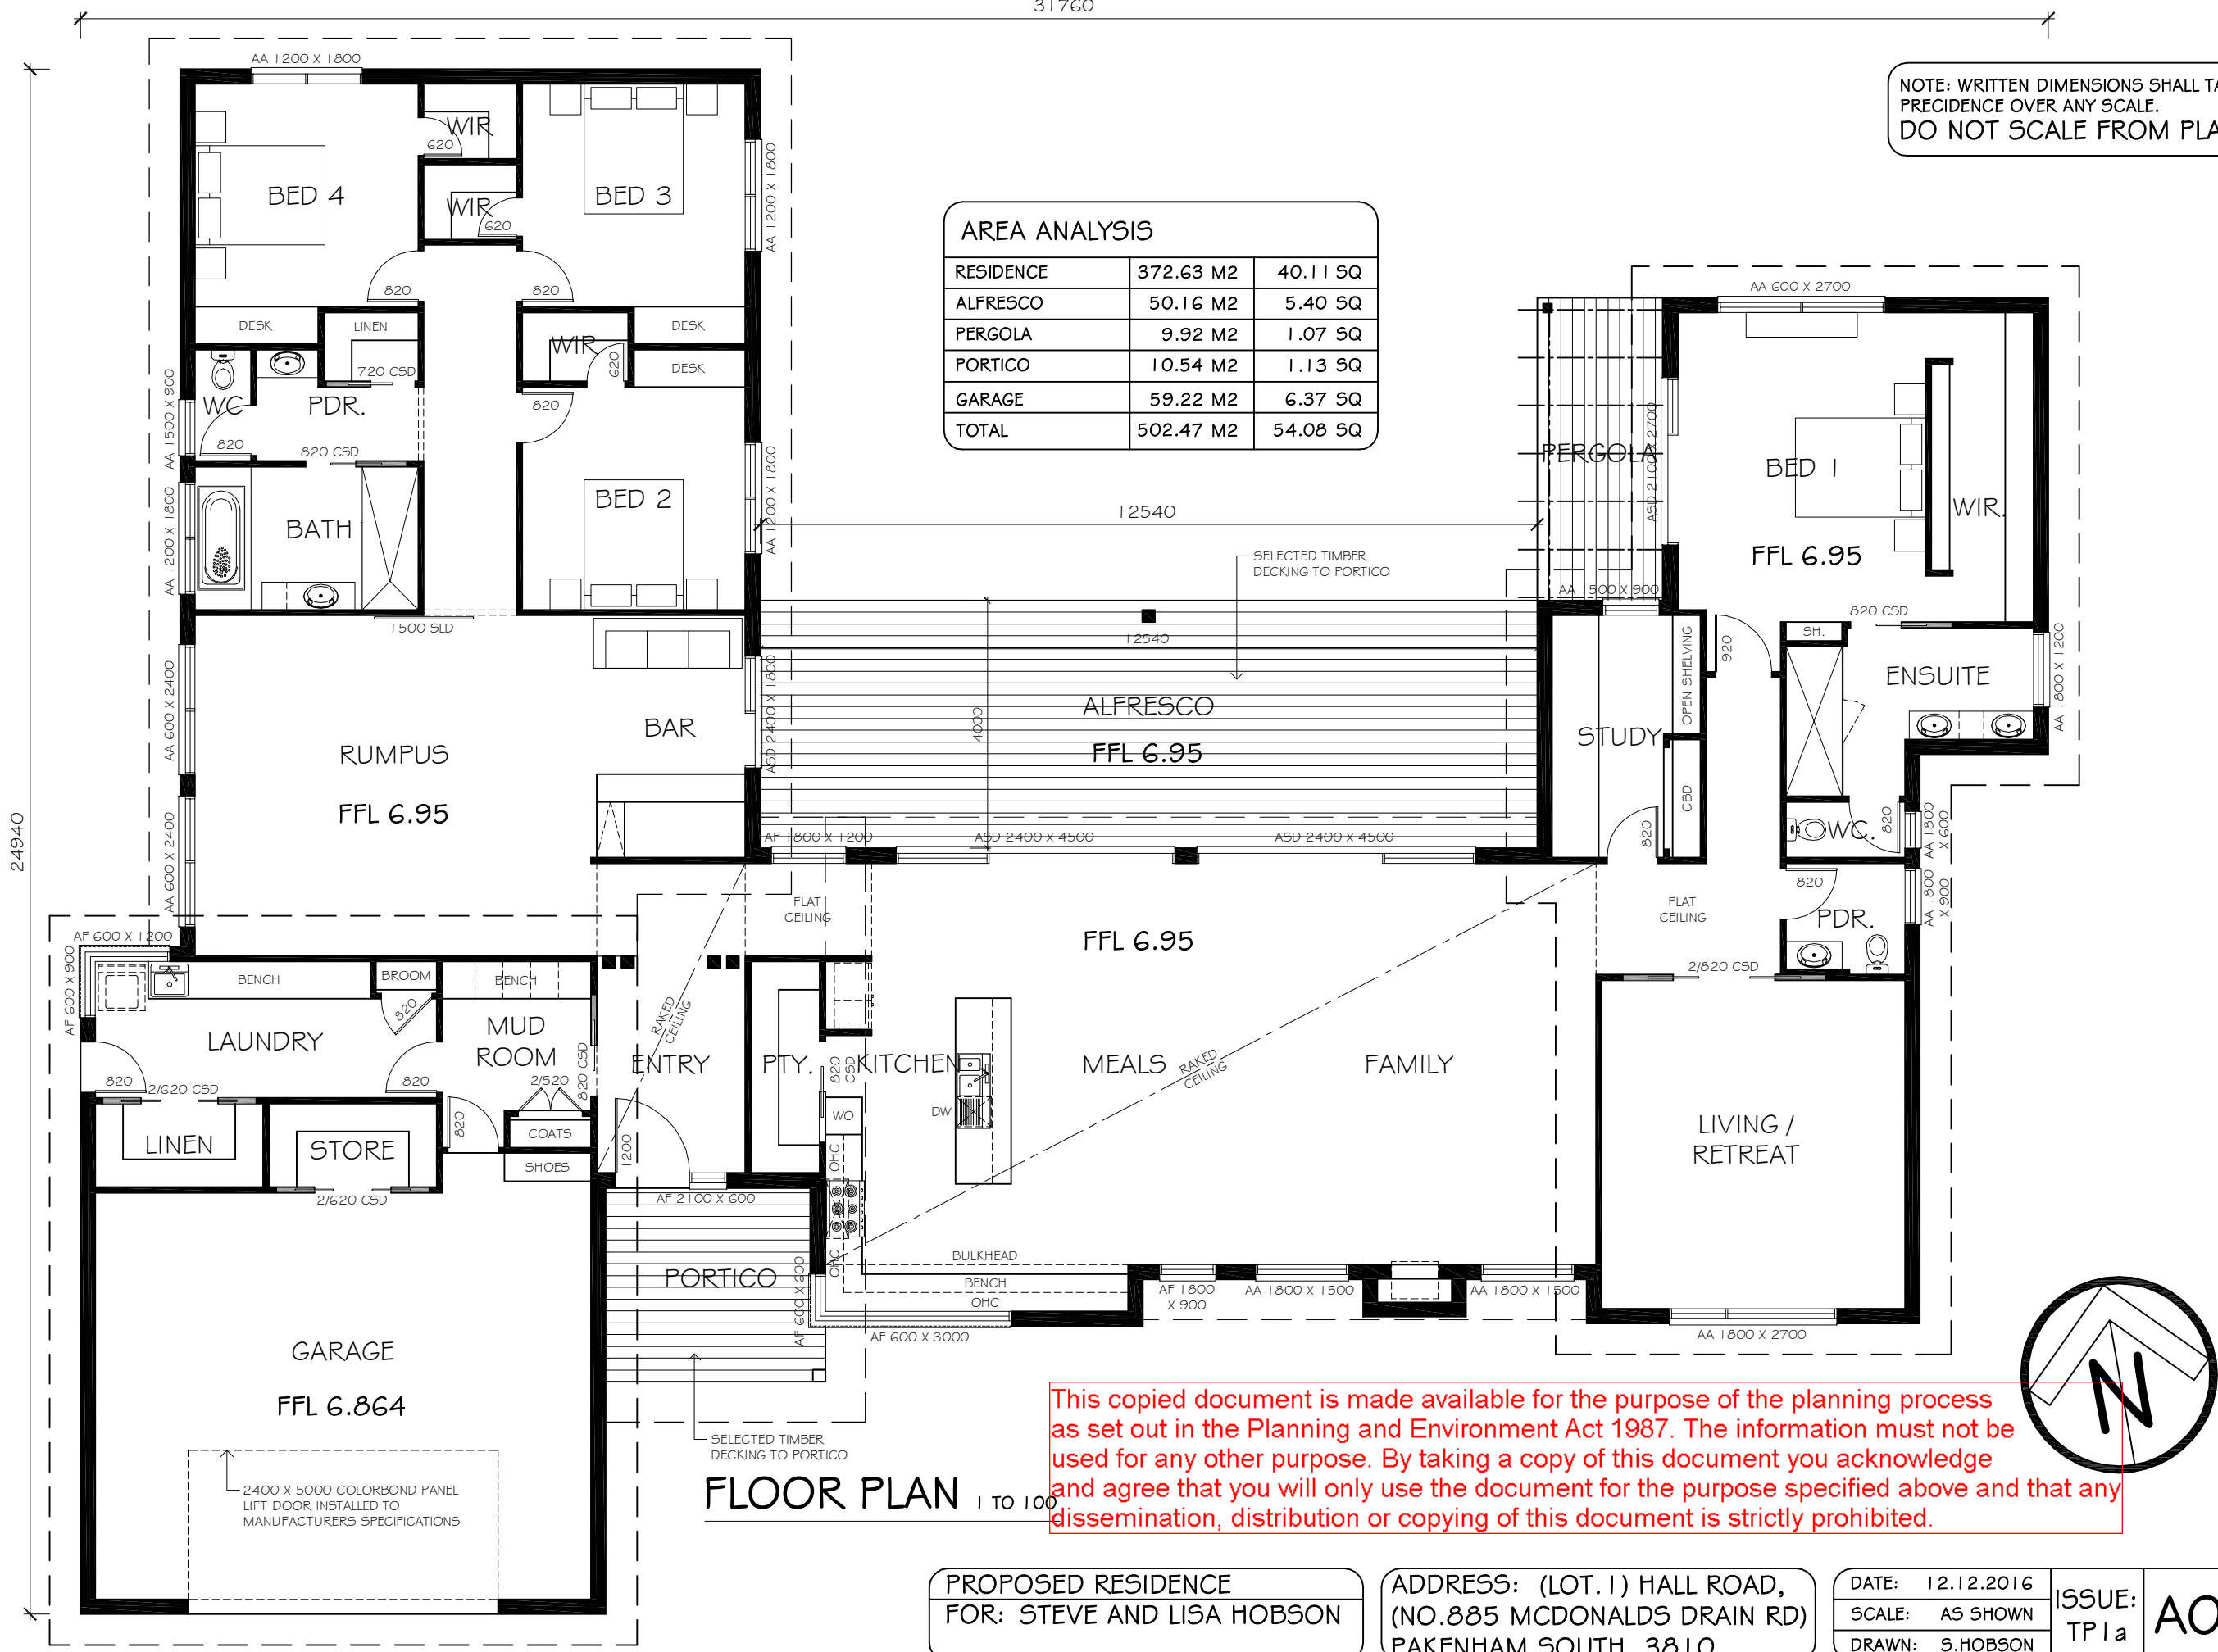 31760
24940
NOTE: WRITTEN DIMENSIONS SHALL TA
PRECIDENCE OVER ANY SCALE.
DO NOT SCALE FROM PLA
AREA ANALYSIS
RESIDENCE 372.63 M2 40.11 SQ
ALFRESCO 50.16 M2 5.40 SQ
PERGOLA 9.92 M2 1.07 SQ
PORTICO 10.54 M2 1.13 SQ
GARAGE 59.22 M2 6.37 SQ
TOTAL 502.47 M2 54.08 SQ
AA 1200 X 1800
BED 4
WIR
620
WIR
620
BED 3
AA 1200 X 1800
820
820
DESK
LINEN
DESK
WIR
620
DESK
720 CSD
AA 1500 X 900
WC
PDR.
820
820
820 CSD
AA 1200 X 1800
BATH
BED 2
AA 1200 X 1800
1500 SLD
12540
SELECTED TIMBER
DECKING TO PORTICO
12540
4000
ALFRESCO
FFL 6.95
AA 600 X 2700
PERGOLA
ASD 2100 X 2700
BED 1
WIR.
FFL 6.95
AA 1500 X 900
820 CSD
SH.
920
OPEN SHELVING
ENSUITE
AA 1800 X 1200
STUDY
CBD
820
WC.
820
AA 1800
X 600
AA 1800
X 900
820
PDR.
FLAT
CEILING
2/820 CSD
AA 600 X 2400
RUMPUS
FFL 6.95
BAR
ASD 2400 X 1800
AA 600 X 2400
AF 1800 X 1200
ASD 2400 X 4500
ASD 2400 X 4500
FLAT
CEILING
FFL 6.95
AF 600 X 1200
AF 600 X 900
BENCH
BROOM
820
BENCH
LAUNDRY
MUD
ROOM
820
2/620 CSD
820
2/520
820 CSD
RAKED
CEILING
ENTRY
PTY.
820
CSD
KITCHEN
MEALS
RAKED
CEILING
FAMILY
WO
DW
LINEN
STORE
820
COATS
SHOES
1200
OHC
2/620 CSD
AF 2100 X 600
LIVING /
RETREAT
PORTICO
AF 600 X 600
OHC
BULKHEAD
BENCH
OHC
AF 600 X 3000
AF 1800
X 900
AA 1800 X 1500
AA 1800 X 1500
AA 1800 X 2700
GARAGE
FFL 6.864
2400 X 5000 COLORBOND PANEL
LIFT DOOR INSTALLED TO
MANUFACTURERS SPECIFICATIONS
SELECTED TIMBER
DECKING TO PORTICO
FLOOR PLAN 1 TO 100
N
This copied document is made available for the purpose of the planning process
as set out in the Planning and Environment Act 1987. The information must not be
used for any other purpose. By taking a copy of this document you acknowledge
and agree that you will only use the document for the purpose specified above and that any
dissemination, distribution or copying of this document is strictly prohibited.
PROPOSED RESIDENCE
FOR: STEVE AND LISA HOBSON
ADDRESS: (LOT.1) HALL ROAD,
(NO.885 MCDONALDS DRAIN RD)
PAKENHAM SOUTH, 3810
DATE: 12.12.2016
SCALE: AS SHOWN
DRAWN: S.HOBSON
ISSUE:
TP1a